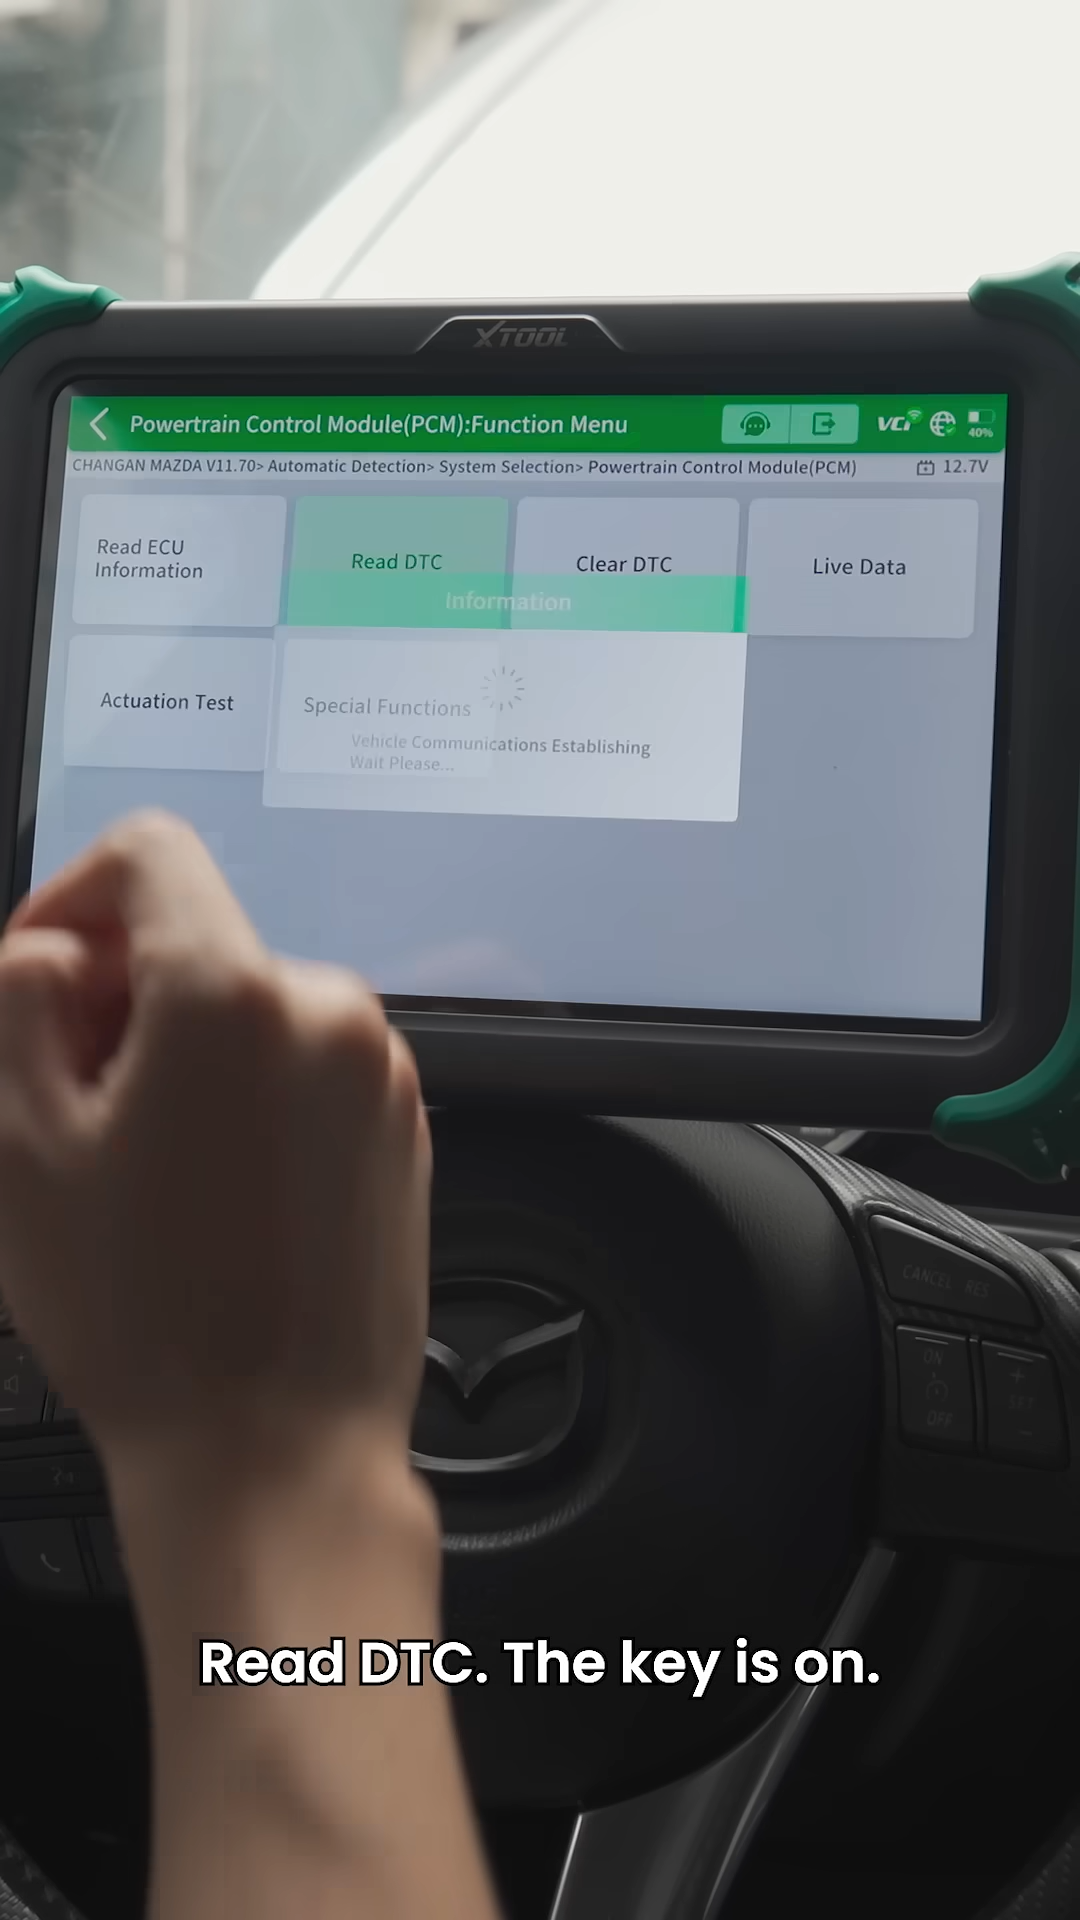 XTOOL
Powertrain Control Module(PCM):Function Menu
VCI
40%
CHANGAN MAZDA V11.70> Automatic Detection> System Selection> Powertrain Control Module(PCM)
12.7V
Read ECU
Information
Read DTC
Clear DTC
Live Data
Information
Actuation Test
Special Functions
Vehicle Communications Establishing
Wait Please...
CANCEL RES
ON
+
OFF
SET
-
Read DTC. The key is on.